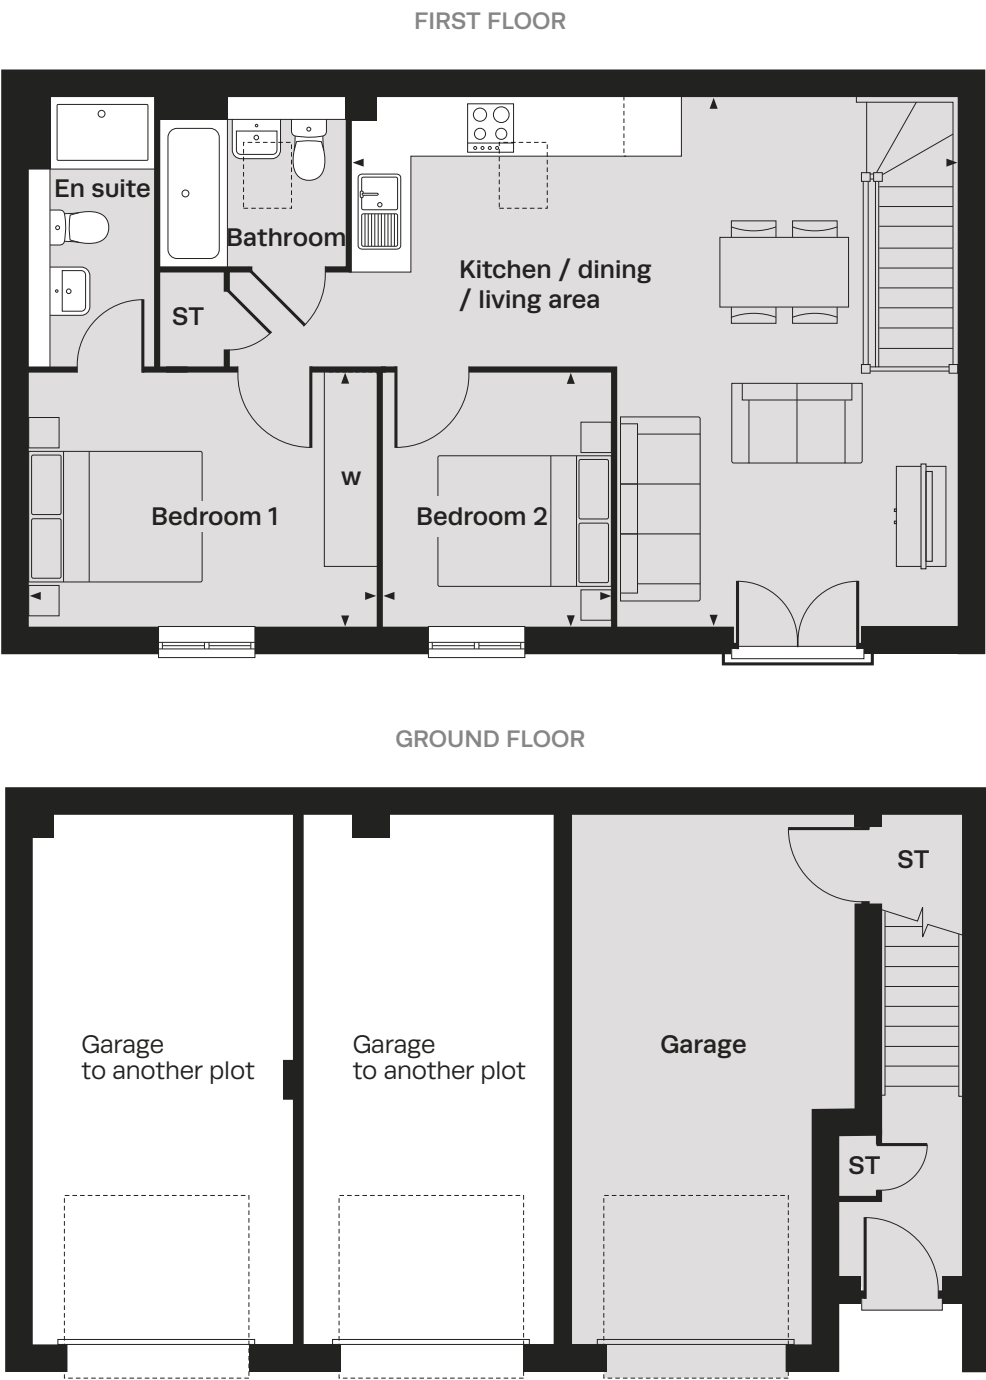 FIRST FLOOR
En suite
Bathroom
Kitchen / dining
/ living area
ST
W
Bedroom 1
Bedroom 2
GROUND FLOOR
ST
Garage
to another plot
Garage
to another plot
Garage
ST